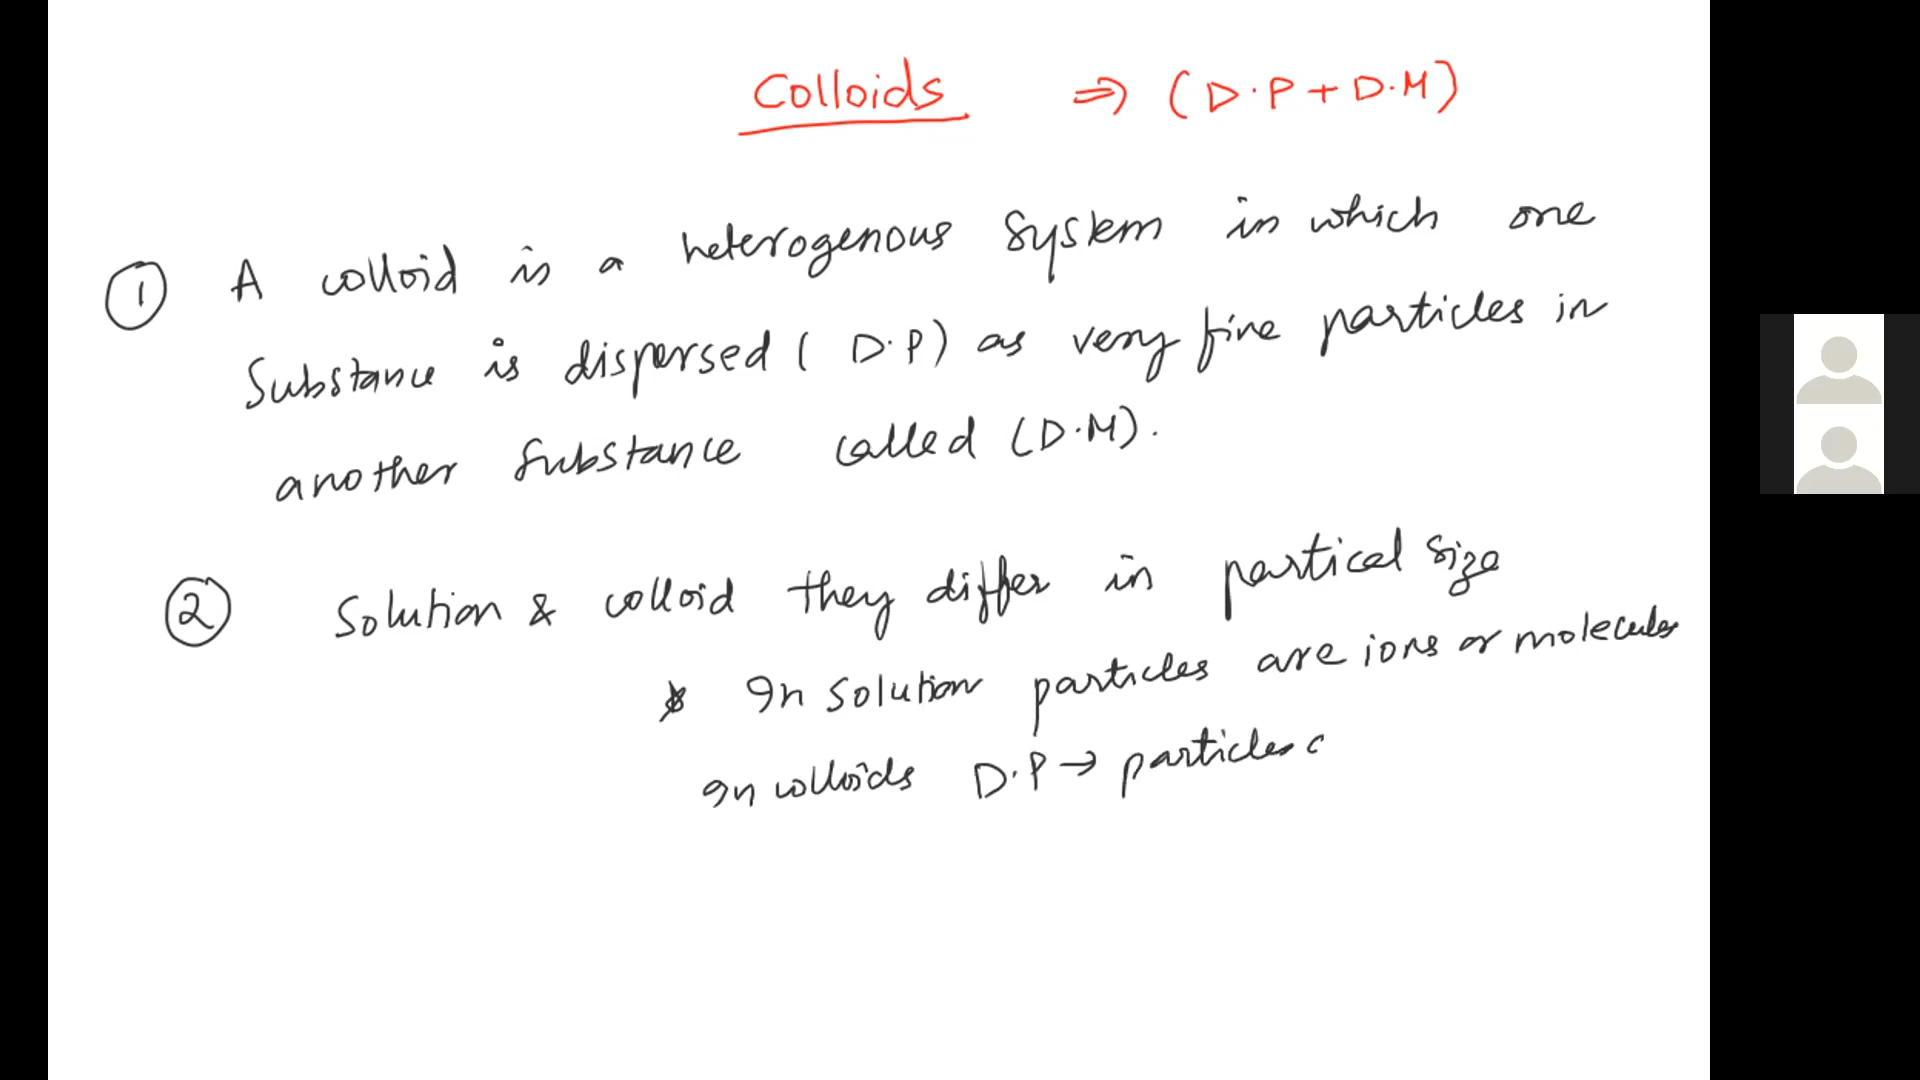 Colloids ⇒ (D.P + D.M)
① A colloid is a heterogenous system in which one
substance is dispersed ( D.P) as very fine particles in
another substance called (D.M).
② Solution & colloid they differ in partical size
* In solution particles are ions or molecules
In colloids D.P → particles